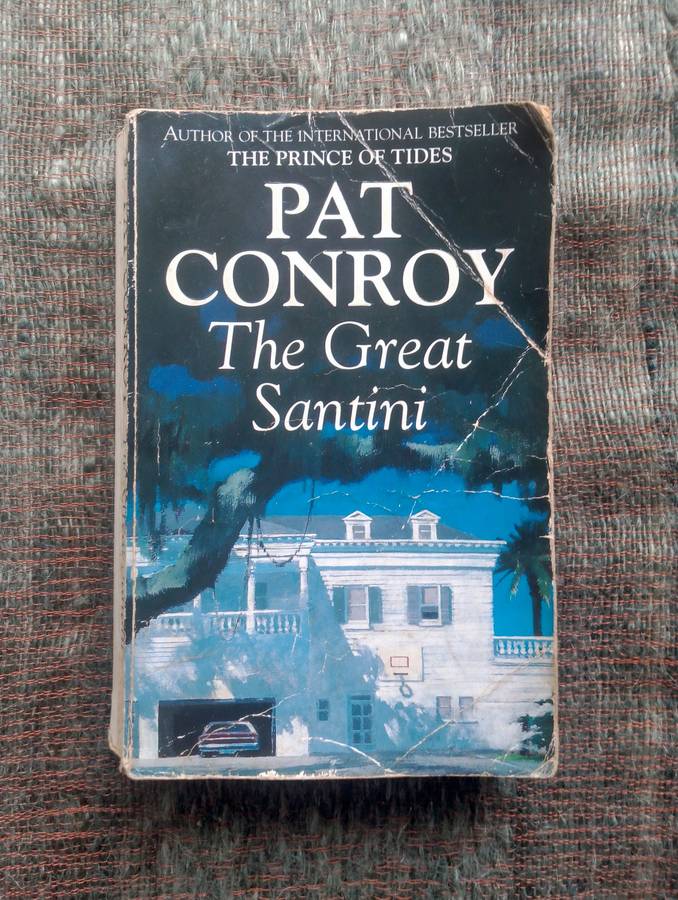 AUTHOR OF THE INTERNATIONAL BESTSELLER
THE PRINCE OF TIDES
PAT
CONROY
The Great
Santini